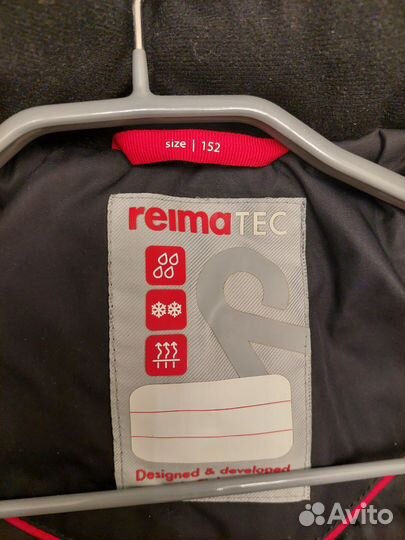 size | 152
reimaTEC
Designed & developed
Avito